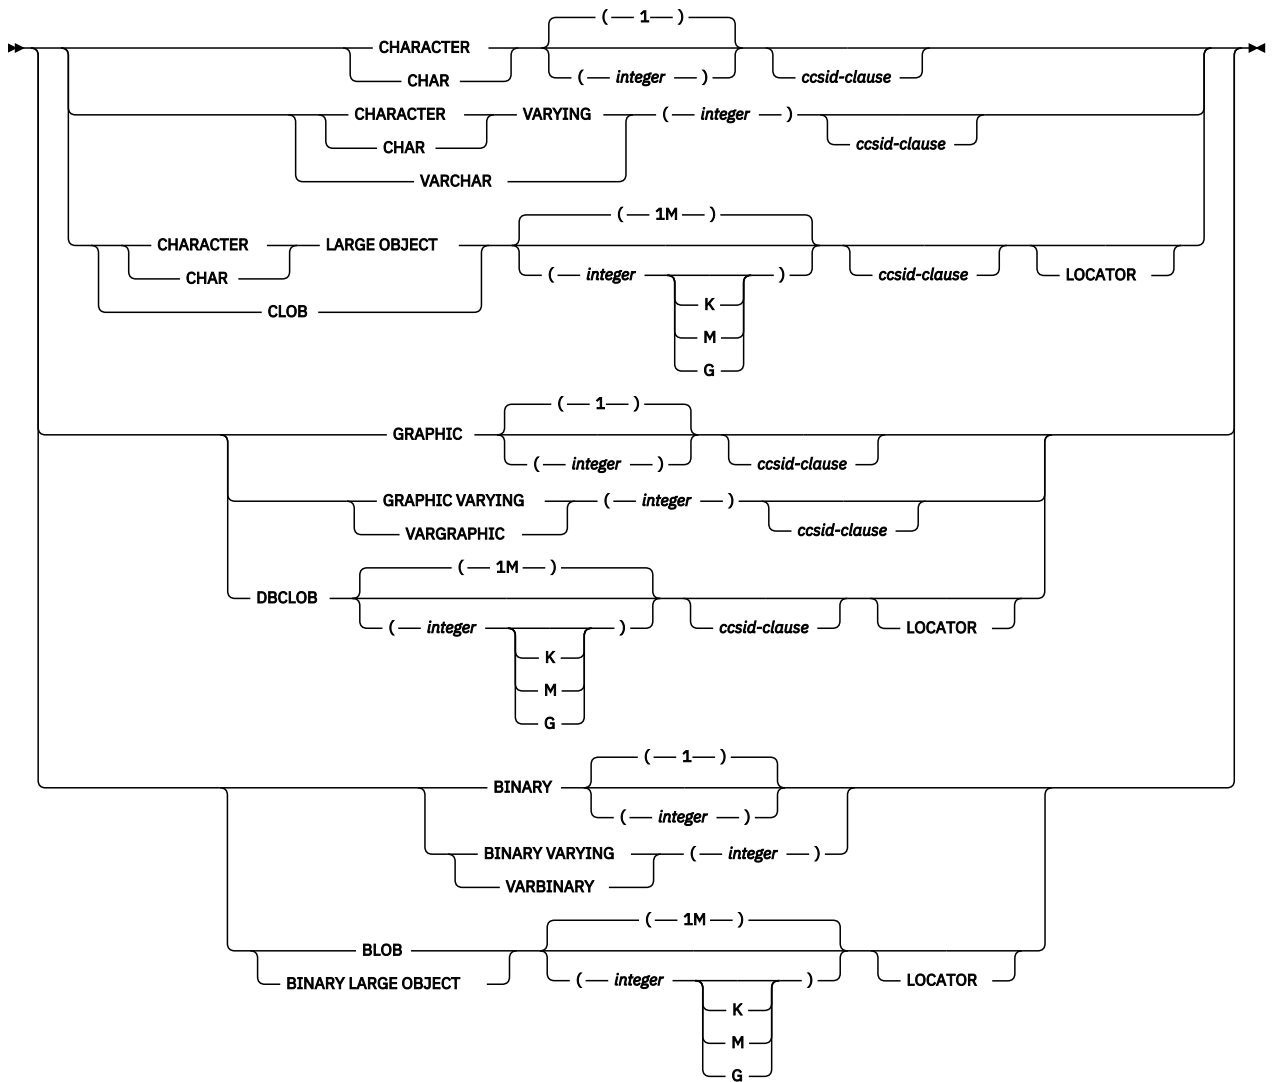 ( 1 )
CHARACTER
CHAR ( integer ) ccsid-clause
CHARACTER VARYING ( integer )
CHAR ccsid-clause
VARCHAR
( 1M )
CHARACTER LARGE OBJECT
CHAR ( integer ) ccsid-clause LOCATOR
K
CLOB
M
G
( 1 )
GRAPHIC
( integer ) ccsid-clause
GRAPHIC VARYING ( integer )
VARGRAPHIC ccsid-clause
( 1M )
DBCLOB
( integer ) ccsid-clause LOCATOR
K
M
G
( 1 )
BINARY
( integer )
BINARY VARYING ( integer )
VARBINARY
( 1M )
BLOB
BINARY LARGE OBJECT ( integer ) LOCATOR
K
M
G